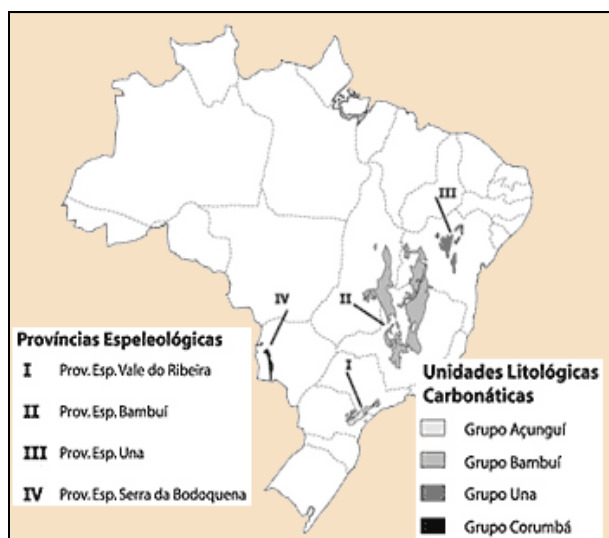 III
IV
II
I
Províncias Espeleológicas
I Prov. Esp. Vale do Ribeira
II Prov. Esp. Bambuí
III Prov. Esp. Una
IV Prov. Esp. Serra da Bodoquena
Unidades Litológicas
Carbonáticas
Grupo Açunguí
Grupo Bambuí
Grupo Una
Grupo Corumbá